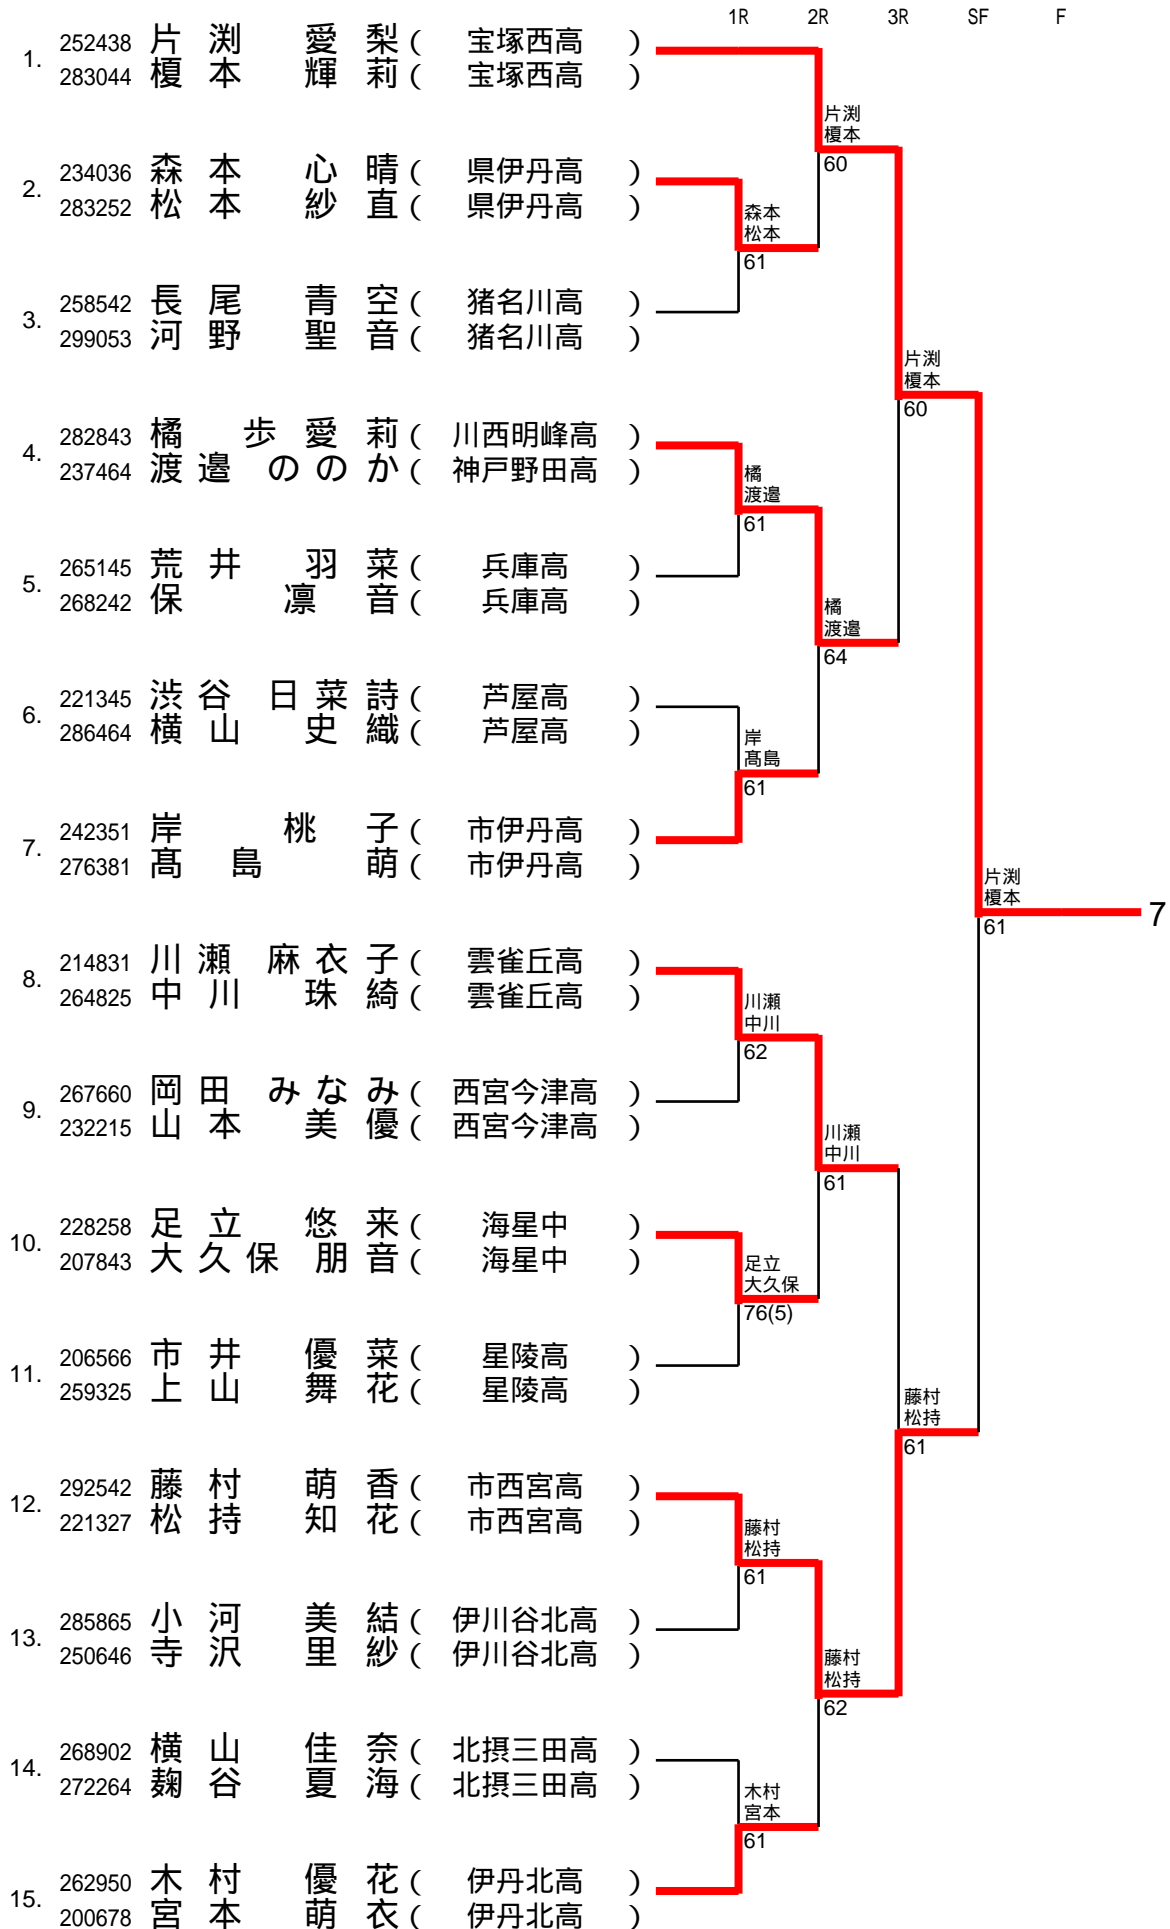 1R 2R 3R SF F
1. 252438 片渕 愛梨 ( 宝塚西高 )
283044 榎本 輝莉 ( 宝塚西高 )
片渕
榎本
60
2. 234036 森本 心晴 ( 県伊丹高 )
283252 松本 紗直 ( 県伊丹高 )
森本
松本
61
3. 258542 長尾 青空 ( 猪名川高 )
299053 河野 聖音 ( 猪名川高 )
片渕
榎本
60
4. 282843 橘 歩愛莉 ( 川西明峰高 )
237464 渡邉 ののか ( 神戸野田高 )
橘
渡邉
61
5. 265145 荒井 羽菜 ( 兵庫高 )
268242 保 凛音 ( 兵庫高 )
橘
渡邉
64
6. 221345 渋谷 日菜詩 ( 芦屋高 )
286464 横山 史織 ( 芦屋高 )
岸
髙島
61
7. 242351 岸 桃子 ( 市伊丹高 )
276381 髙島 萌 ( 市伊丹高 )
片渕
榎本
61
7
8. 214831 川瀬 麻衣子 ( 雲雀丘高 )
264825 中川 珠綺 ( 雲雀丘高 )
川瀬
中川
62
9. 267660 岡田 みなみ ( 西宮今津高 )
232215 山本 美優 ( 西宮今津高 )
川瀬
中川
61
10. 228258 足立 悠来 ( 海星中 )
207843 大久保 朋音 ( 海星中 )
足立
大久保
76(5)
11. 206566 市井 優菜 ( 星陵高 )
259325 上山 舞花 ( 星陵高 )
藤村
松持
61
12. 292542 藤村 萌香 ( 市西宮高 )
221327 松持 知花 ( 市西宮高 )
藤村
松持
61
13. 285865 小河 美結 ( 伊川谷北高 )
250646 寺沢 里紗 ( 伊川谷北高 )
藤村
松持
62
14. 268902 横山 佳奈 ( 北摂三田高 )
272264 麹谷 夏海 ( 北摂三田高 )
木村
宮本
61
15. 262950 木村 優花 ( 伊丹北高 )
200678 宮本 萌衣 ( 伊丹北高 )